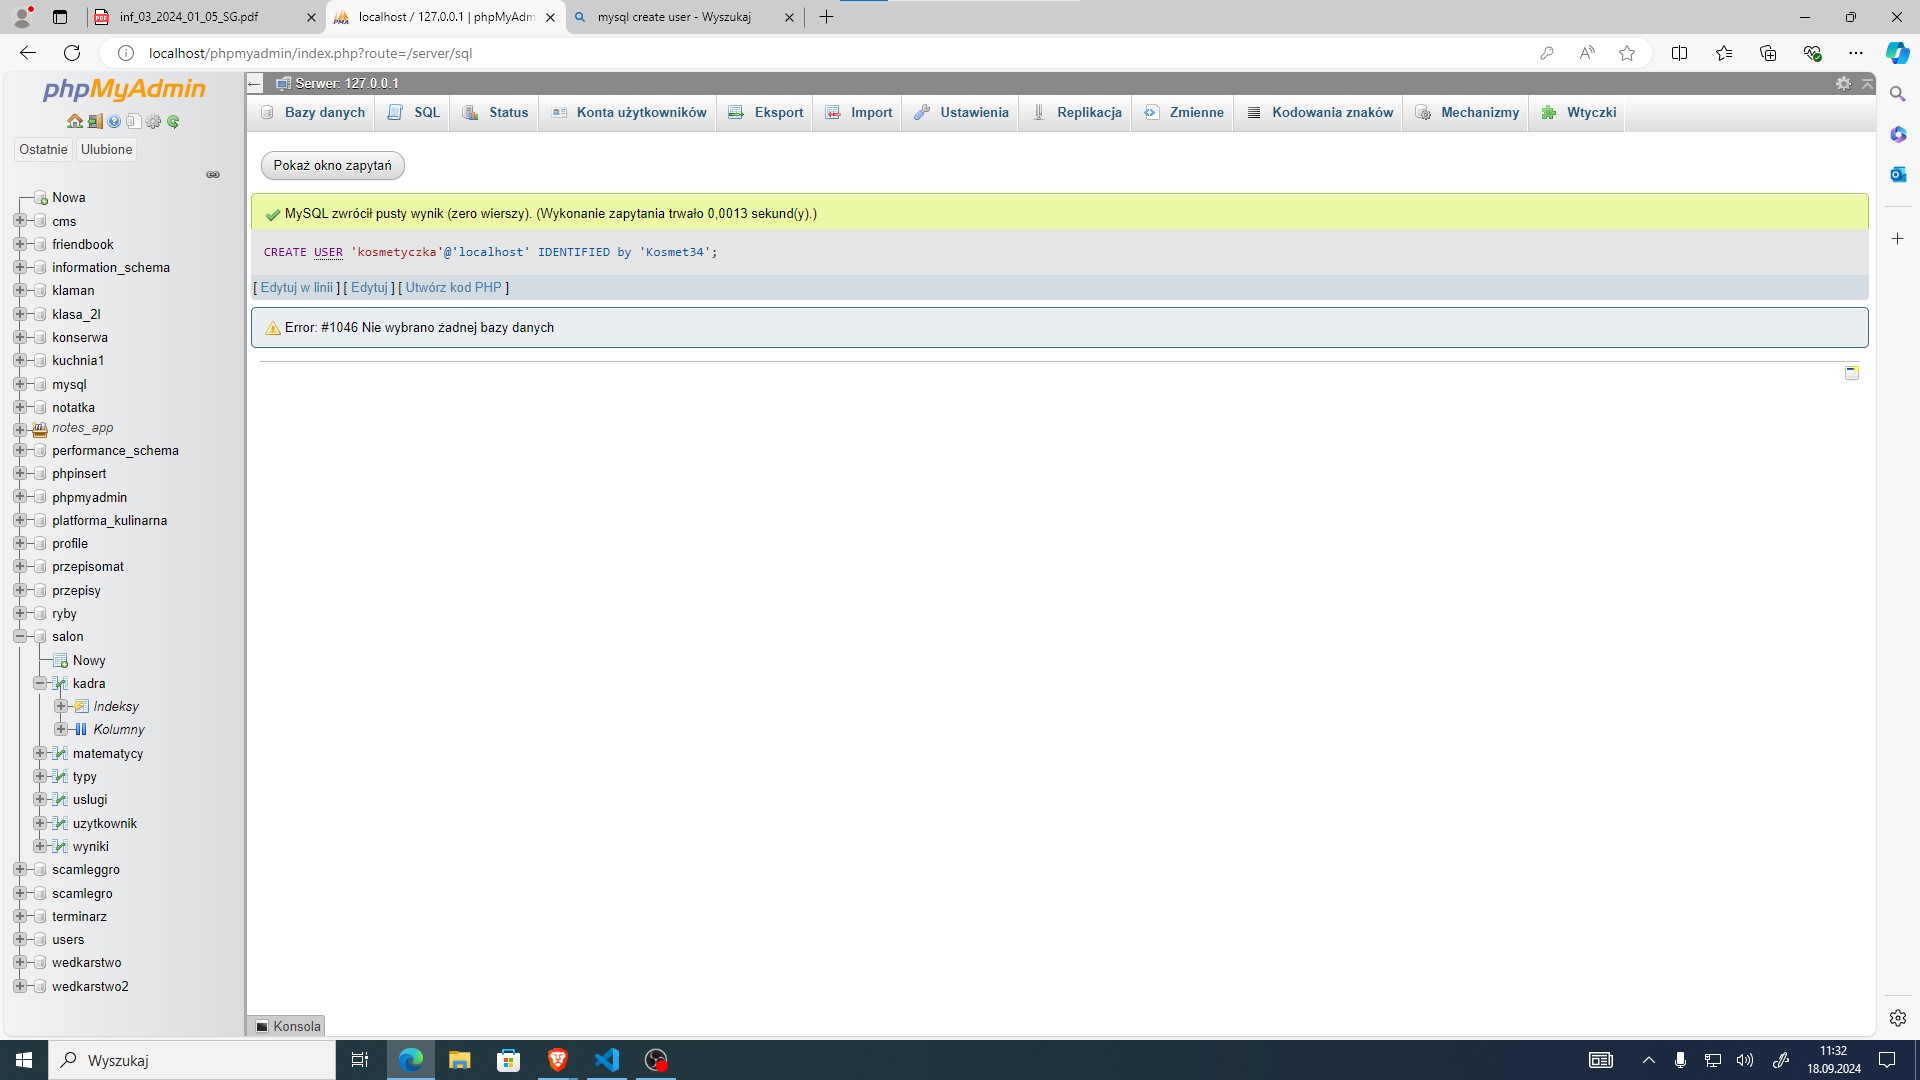 inf_03_2024_01_05_SG.pdf
localhost / 127.0.0.1 | phpMyAdm
mysql create user - Wyszukaj
localhost/phpmyadmin/index.php?route=/server/sql
phpMyAdmin
Ostatnie
Ulubione
Nowa
cms
friendbook
information_schema
klaman
klasa_2l
konserwa
kuchnia1
mysql
notatka
notes_app
performance_schema
phpinsert
phpmyadmin
platforma_kulinarna
profile
przepisomat
przepisy
ryby
salon
Nowy
kadra
Indeksy
Kolumny
matematycy
typy
uslugi
uzytkownik
wyniki
scamleggro
scamlegro
terminarz
users
wedkarstwo
wedkarstwo2
Serwer: 127.0.0.1
Bazy danych
SQL
Status
Konta użytkowników
Eksport
Import
Ustawienia
Replikacja
Zmienne
Kodowania znaków
Mechanizmy
Wtyczki
Pokaż okno zapytań
MySQL zwrócił pusty wynik (zero wierszy). (Wykonanie zapytania trwało 0,0013 sekund(y).)
CREATE USER 'kosmetyczka'@'localhost' IDENTIFIED by 'Kosmet34';
[ Edytuj w linii ] [ Edytuj ] [ Utwórz kod PHP ]
Error: #1046 Nie wybrano żadnej bazy danych
Konsola
Wyszukaj
11:32
18.09.2024